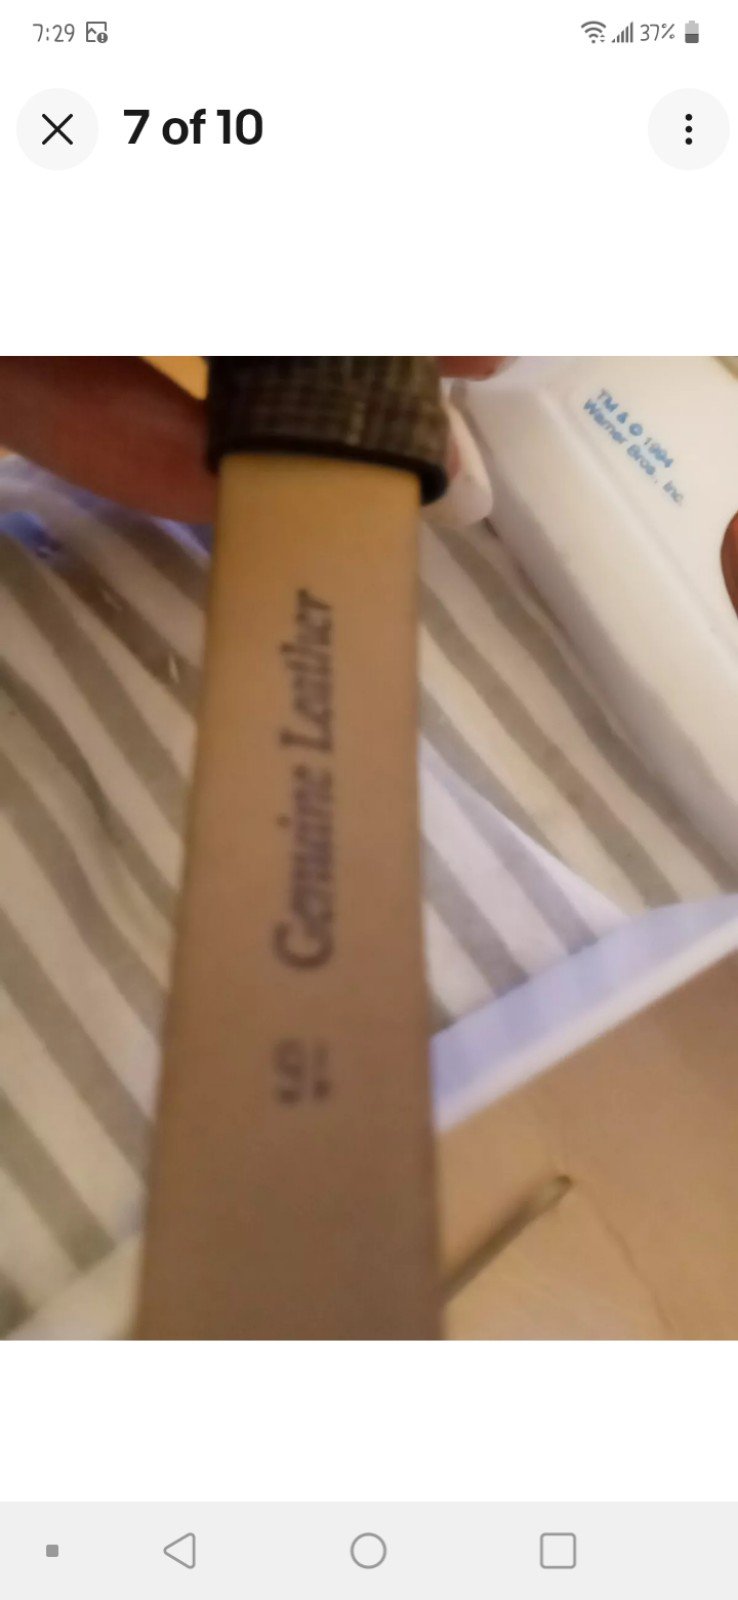 7:29
37%
7 of 10
TM & © 1994
Warner Bros., Inc.
Genuine Leather